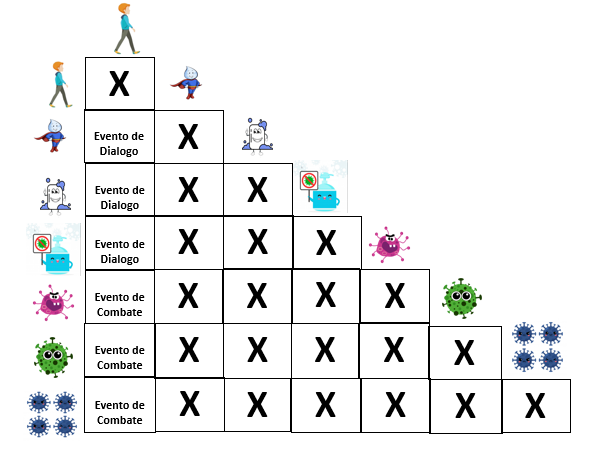 X
Evento de
Dialogo X
Evento de
Dialogo X X
Evento de
Dialogo X X X
Evento de
Combate X X X X
Evento de
Combate X X X X X
Evento de
Combate X X X X X X